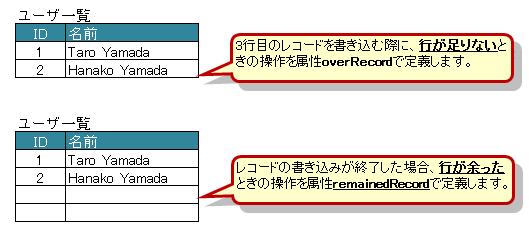 ユーザ一覧
ID 名前
1 Taro Yamada
2 Hanako Yamada
3行目のレコードを書き込む際に、行が足りないと
きの操作を属性overRecordで定義します。
ユーザ一覧
ID 名前
1 Taro Yamada
2 Hanako Yamada
レコードの書き込みが終了した場合、行が余った
ときの操作を属性remainedRecordで定義します。